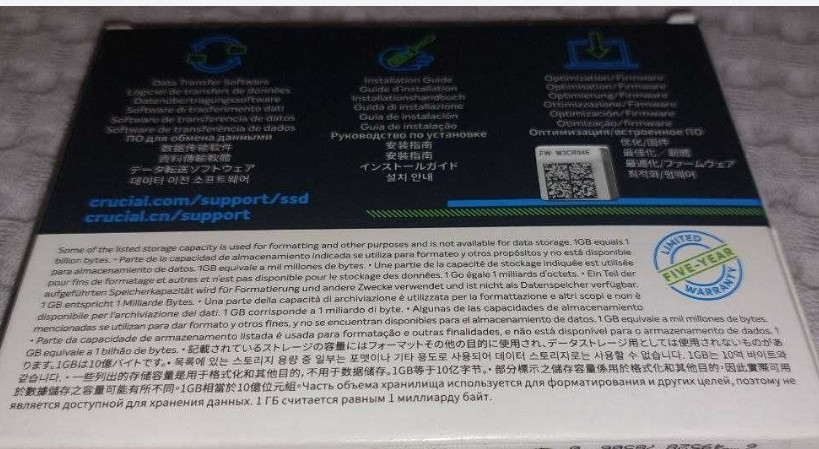 Data Transfer Software
Logiciel de transfert de données
Datenübertragungssoftware
Software di trasferimento dati
Software de transferencia de datos
Software de transferência de dados
ПО для обмена данными
数据传输软件
資料傳輸軟體
データ転送ソフトウェア
데이터 이전 소프트웨어
crucial.com/support/ssd
crucial.cn/support
Installation Guide
Guide d'installation
Installationshandbuch
Guida di installazione
Guía de instalación
Guia de instalação
Руководство по установке
安装指南
安裝指南
インストールガイド
설치 안내
Optimization/Firmware
Optimisation/Firmware
Optimierung/Firmware
Ottimizzazione/Firmware
Optimización/Firmware
Otimização/firmware
Оптимизация/встроенное ПО
优化/固件
最佳化／韌體
最適化/ファームウェア
최적화/펌웨어
FW: M3CR046
LIMITED
FIVE-YEAR
WARRANTY
Some of the listed storage capacity is used for formatting and other purposes and is not available for data storage. 1GB equals 1
billion bytes. • Parte de la capacidad de almacenamiento indicada se utiliza para formateo y otros propósitos y no está disponible
para almacenamiento de datos. 1GB equivale a mil millones de bytes. • Une partie de la capacité de stockage indiquée est utilisée
pour fins de formatage et autres et n'est pas disponible pour le stockage des données. 1 Go égale 1 milliards d'octets. • Ein Teil der
aufgeführten Speicherkapazität wird für Formatierung und andere Zwecke verwendet und ist nicht als Datenspeicher verfügbar.
1 GB entspricht 1 Milliarde Bytes. • Una parte della capacità di archiviazione è utilizzata per la formattazione e altri scopi e non è
disponibile per l'archiviazione dei dati. 1 GB corrisponde a 1 miliardo di byte. • Algunas de las capacidades de almacenamiento
mencionadas se utilizan para dar formato y otros fines, y no se encuentran disponibles para el almacenamiento de datos. 1 GB equivale a mil millones de bytes.
• Parte da capacidade de armazenamento listada é usada para formatação e outras finalidades, e não está disponível para o armazenamento de dados. 1
GB equivale a 1 bilhão de bytes. • 記載されているストレージの容量にはフォーマットその他の目的に使用され、データストレージ用としては使用されないものがあ
ります。1GBは10億バイトです。• 목록에 있는 스토리지 용량 중 일부는 포맷이나 기타 용도로 사용되어 데이터 스토리지로는 사용할 수 없습니다. 1GB는 10억 바이트와
같습니다. • 一些列出的存储容量是用于格式化和其他目的，不用于数据储存。1GB等于10亿字节。• 部分標示之儲存容量係用於格式化和其他目的，因此實際可用
於數據儲存之容量可能有所不同。1GB相當於10億位元組。•Часть объема хранилища используется для форматирования и других целей, поэтому не
является доступной для хранения данных. 1 ГБ считается равным 1 миллиарду байт.